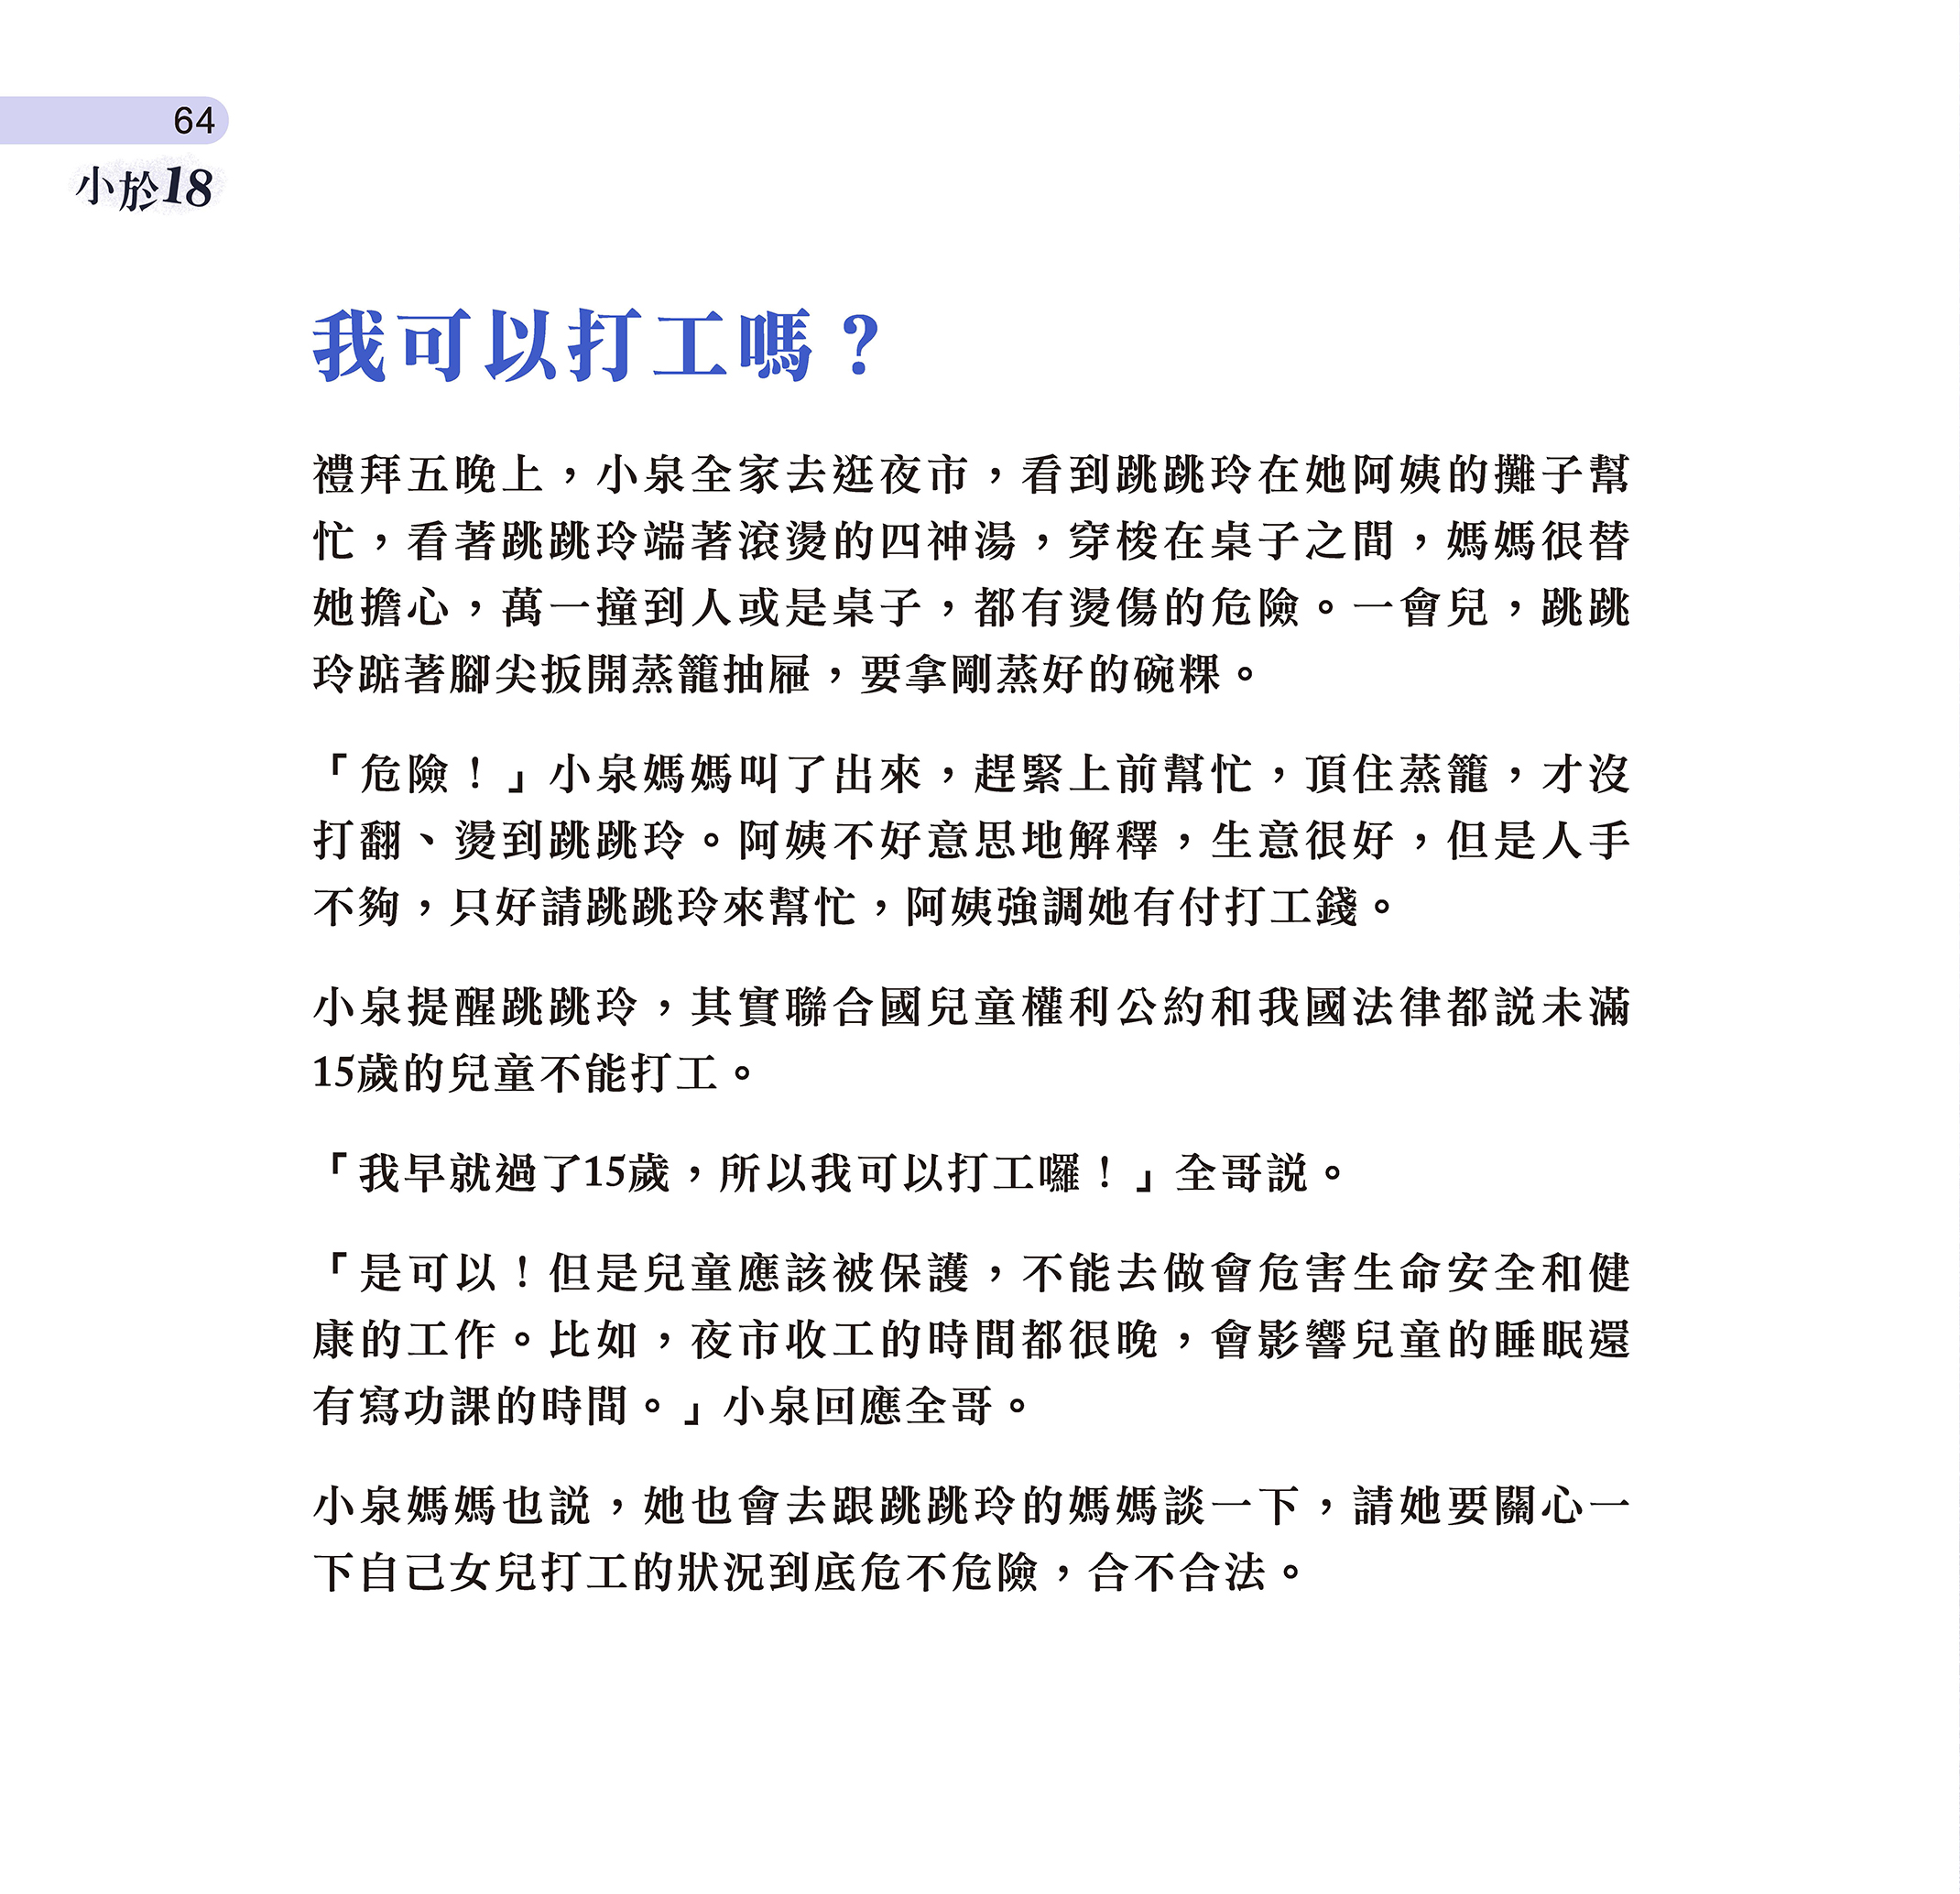 64
小於18
我可以打工嗎？
禮拜五晚上，小泉全家去逛夜市，看到跳跳玲在她阿姨的攤子幫
忙，看著跳跳玲端著滾燙的四神湯，穿梭在桌子之間，媽媽很替
她擔心，萬一撞到人或是桌子，都有燙傷的危險。一會兒，跳跳
玲踮著腳尖扳開蒸籠抽屜，要拿剛蒸好的碗粿。
「危險！」小泉媽媽叫了出來，趕緊上前幫忙，頂住蒸籠，才沒
打翻、燙到跳跳玲。阿姨不好意思地解釋，生意很好，但是人手
不夠，只好請跳跳玲來幫忙，阿姨強調她有付打工錢。
小泉提醒跳跳玲，其實聯合國兒童權利公約和我國法律都說未滿
15歲的兒童不能打工。
「我早就過了15歲，所以我可以打工囉！」全哥說。
「是可以！但是兒童應該被保護，不能去做會危害生命安全和健
康的工作。比如，夜市收工的時間都很晚，會影響兒童的睡眠還
有寫功課的時間。」小泉回應全哥。
小泉媽媽也說，她也會去跟跳跳玲的媽媽談一下，請她要關心一
下自己女兒打工的狀況到底危不危險，合不合法。